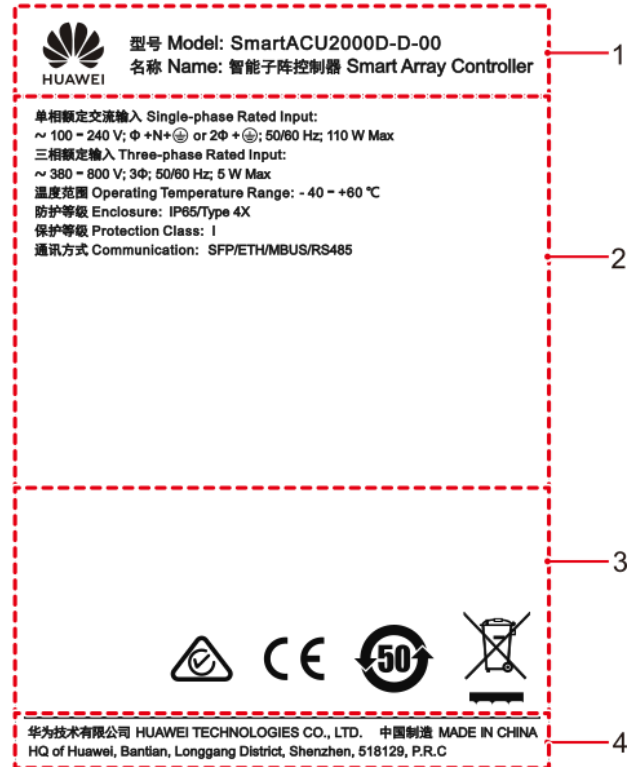 HUAWEI
型号 Model: SmartACU2000D-D-00
名称 Name: 智能子阵控制器 Smart Array Controller
1
单相额定交流输入 Single-phase Rated Input:
~ 100 - 240 V; Φ +N+⏚ or 2Φ +⏚; 50/60 Hz; 110 W Max
三相额定输入 Three-phase Rated Input:
~ 380 - 800 V; 3Φ; 50/60 Hz; 5 W Max
温度范围 Operating Temperature Range: - 40 - +60 ℃
防护等级 Enclosure: IP65/Type 4X
保护等级 Protection Class: I
通讯方式 Communication: SFP/ETH/MBUS/RS485
2
3
CE
50
华为技术有限公司 HUAWEI TECHNOLOGIES CO., LTD. 中国制造 MADE IN CHINA
HQ of Huawei, Bantian, Longgang District, Shenzhen, 518129, P.R.C
4